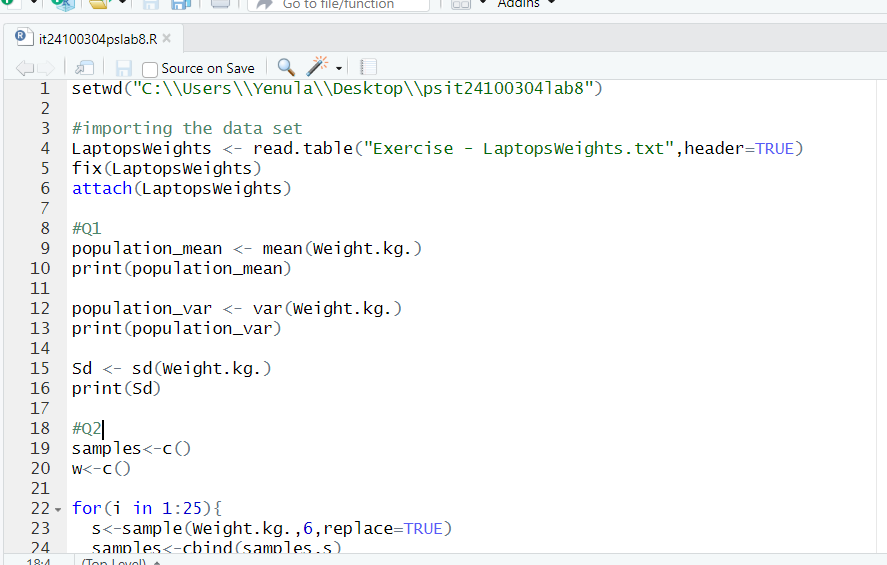 Go to file/function
Addins
it24100304pslab8.R
Source on Save
1 setwd("C:\\Users\\Yenula\\Desktop\\psit24100304lab8")
2
3 #importing the data set
4 LaptopsWeights <- read.table("Exercise - LaptopsWeights.txt",header=TRUE)
5 fix(LaptopsWeights)
6 attach(LaptopsWeights)
7
8 #Q1
9 population_mean <- mean(Weight.kg.)
10 print(population_mean)
11
12 population_var <- var(Weight.kg.)
13 print(population_var)
14
15 Sd <- sd(Weight.kg.)
16 print(Sd)
17
18 #Q2
19 samples<-c()
20 w<-c()
21
22 for(i in 1:25){
23 s<-sample(Weight.kg.,6,replace=TRUE)
24 samples<-cbind(samples,s)
18:4 (Top Level)